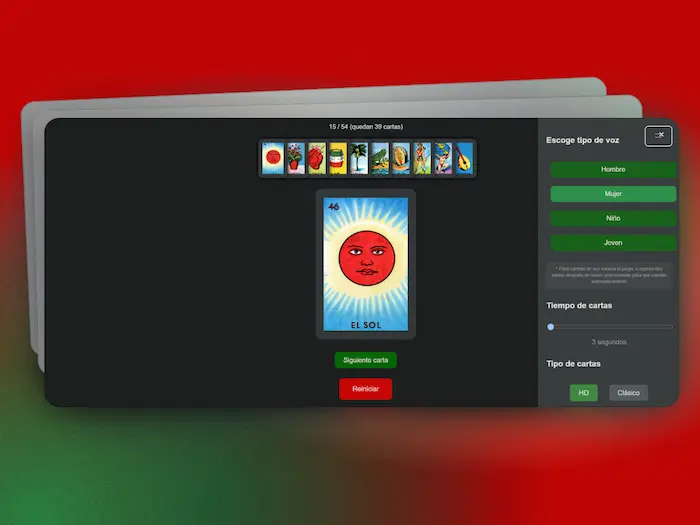 15 / 54 (quedan 39 cartas)
46
EL SOL
Siguiente carta
Reiniciar
Escoge tipo de voz
Hombre
Mujer
Niño
Joven
Tiempo de cartas
3 segundos
Tipo de cartas
HD
Clásico